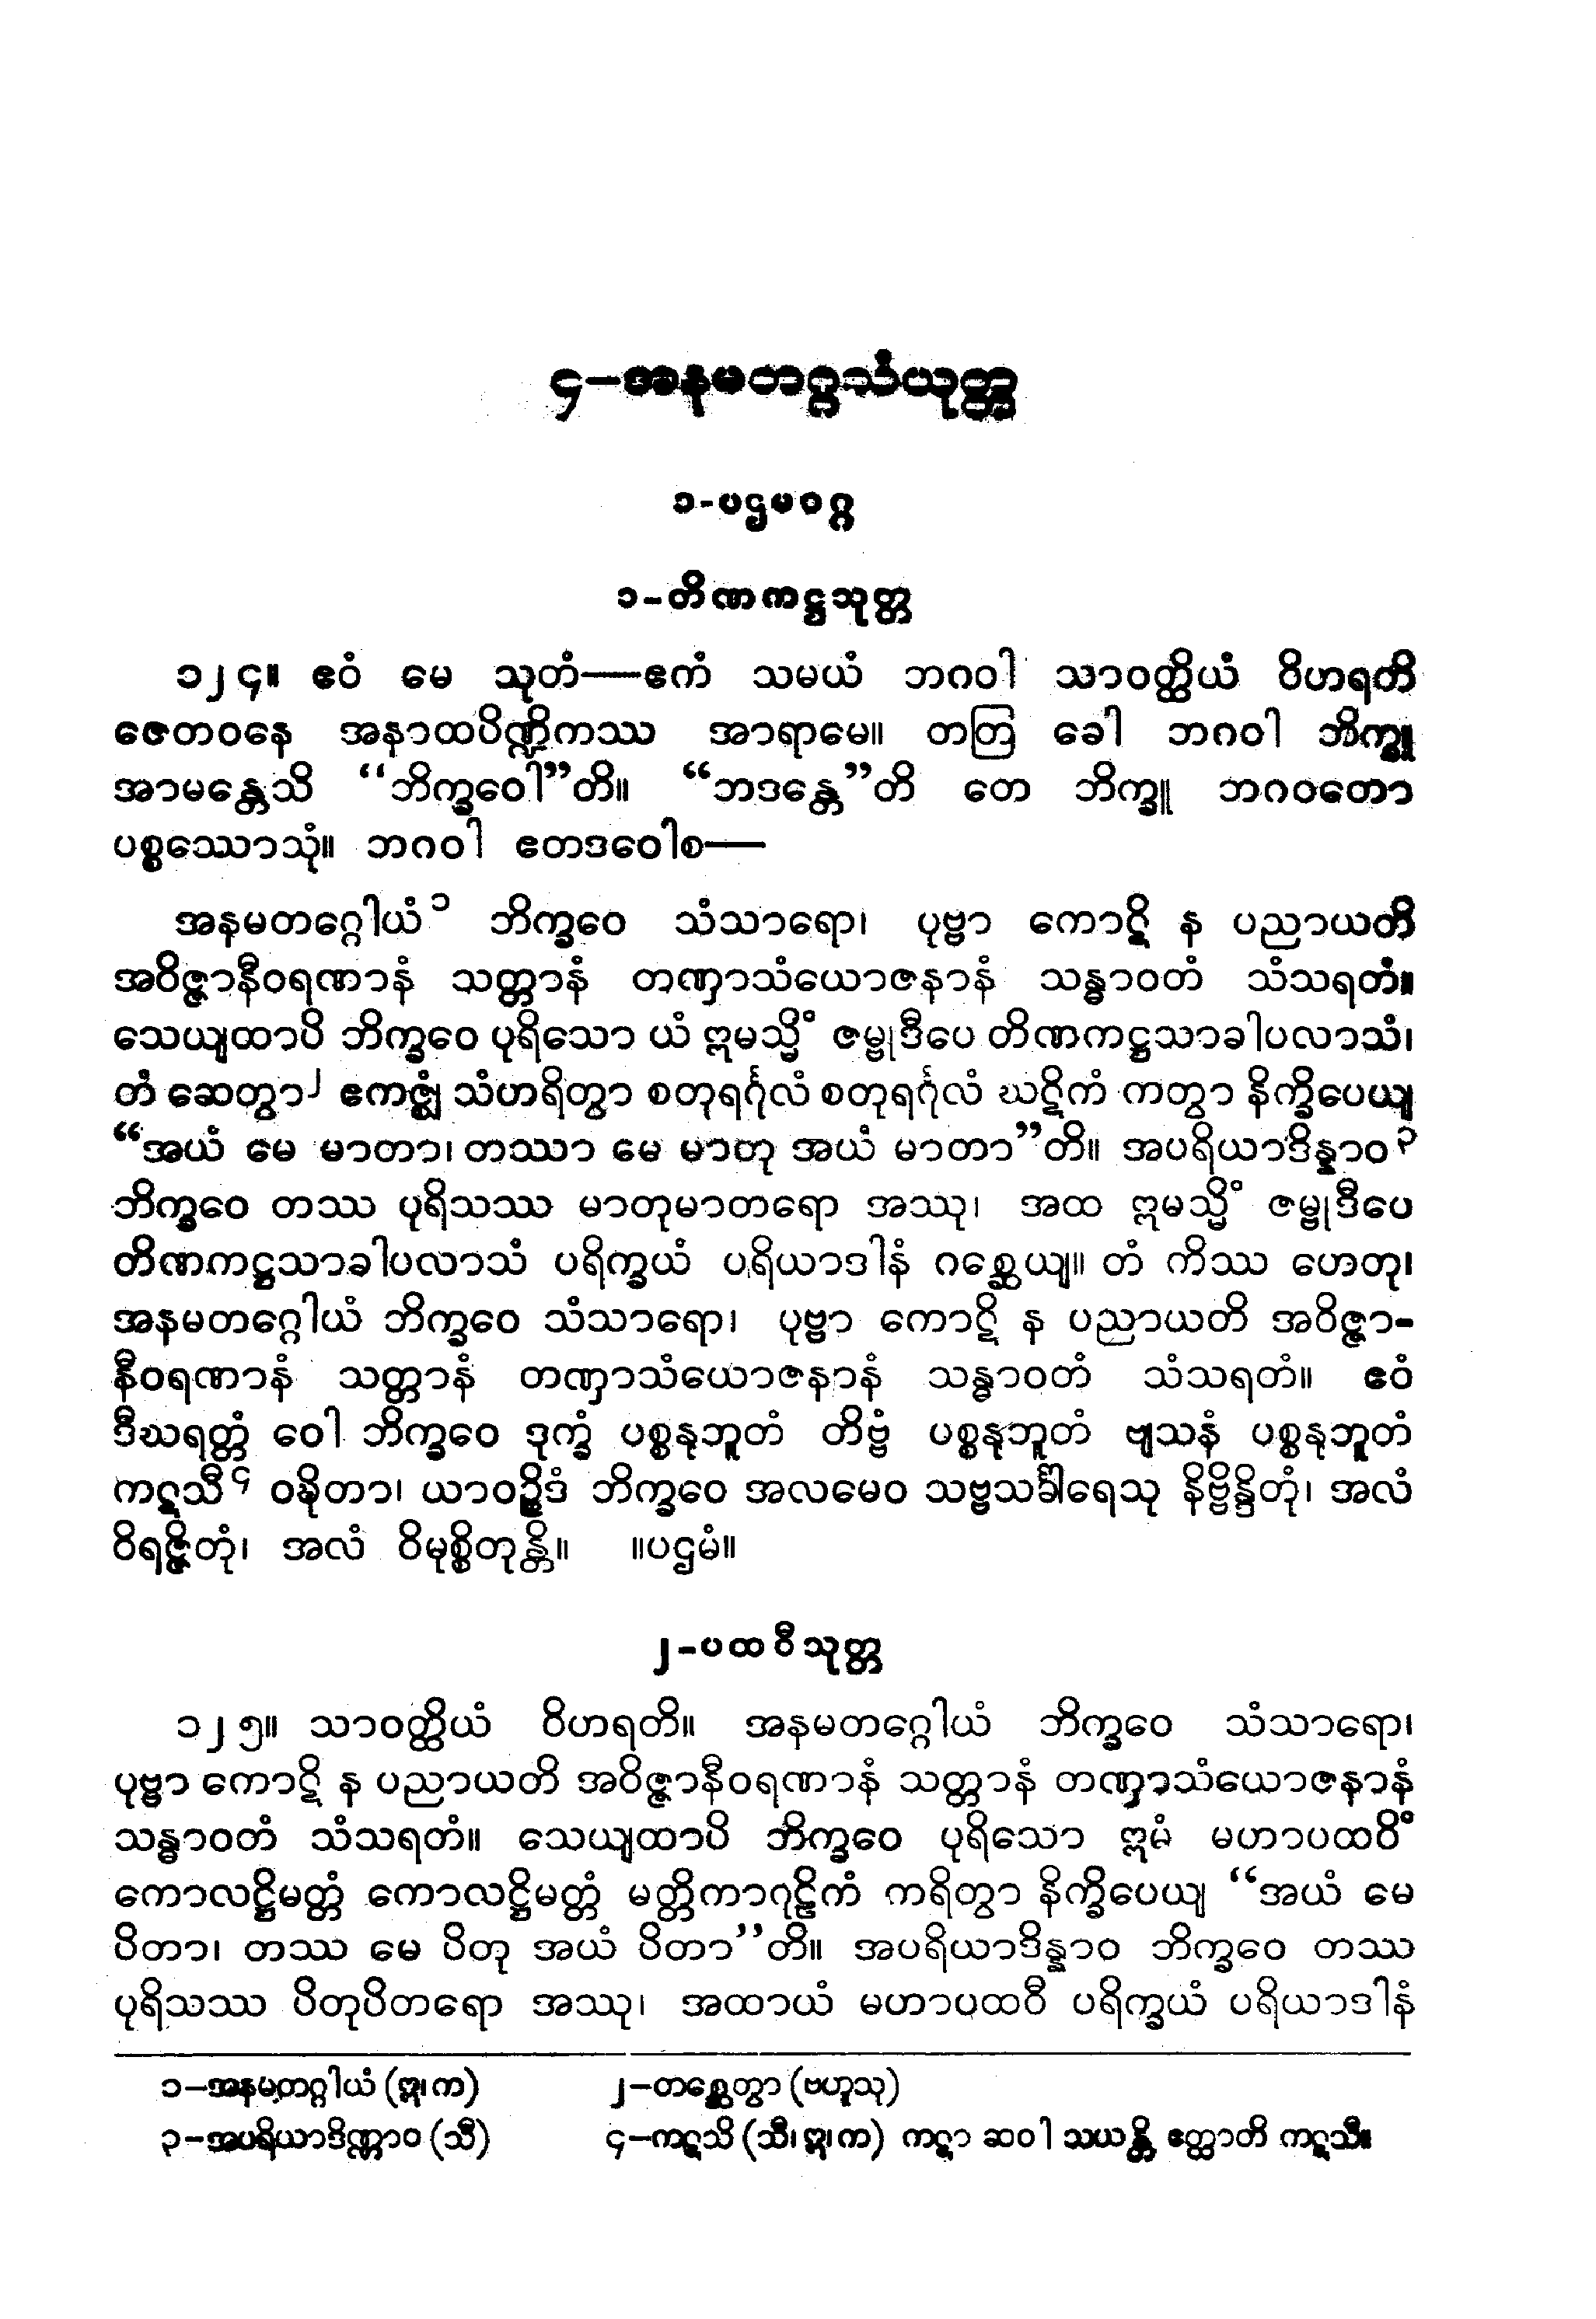 ၄–အနမတဂ္ဂသံယုတ္တ
၁-ပဌမဝဂ္ဂ
၁-တိဏကဋ္ဌသုတ္တ
၁၂၄။ ဧဝံ မေ သုတံ—ဧကံ သမယံ ဘဂဝါ သာဝတ္ထိယံ ဝိဟရတိ
ဇေတဝနေ အနာထပိဏ္ဍိကဿ အာရာမေ။ တတြ ခေါ ဘဂဝါ ဘိက္ခူ
အာမန္တေသိ “ဘိက္ခဝေါ”တိ။ “ဘဒန္တေ”တိ တေ ဘိက္ခူ ဘဂဝတော
ပစ္စဿောသုံ။ ဘဂဝါ ဧတဒဝေါစ—
အနမတဂ္ဂေါယံ ၁ ဘိက္ခဝေ သံသာရော၊ ပုဗ္ဗာ ကောဋိ န ပညာယတိ
အဝိဇ္ဇာနီဝရဏာနံ သတ္တာနံ တဏှာသံယောဇနာနံ သန္ဓာဝတံ သံသရတံ။
သေယျထာပိ ဘိက္ခဝေ ပုရိသော ယံ ဣမသ္မိံ ဇမ္ဗုဒီပေ တိဏကဋ္ဌသာခါပလာသံ၊
တံ ဆေတွာ ၂ ဧကဇ္ဈံ သံဟရိတွာ စတုရင်္ဂုလံ စတုရင်္ဂုလံ ဃဋိကံ ကတွာ နိက္ခိပေယျ
“အယံ မေ မာတာ၊ တဿာ မေ မာတု အယံ မာတာ”တိ။ အပရိယာဒိန္နာဝ ၃
ဘိက္ခဝေ တဿ ပုရိသဿ မာတုမာတရော အဿု၊ အထ ဣမသ္မိံ ဇမ္ဗုဒီပေ
တိဏကဋ္ဌသာခါပလာသံ ပရိက္ခယံ ပရိယာဒါနံ ဂစ္ဆေယျ။ တံ ကိဿ ဟေတု၊
အနမတဂ္ဂေါယံ ဘိက္ခဝေ သံသာရော၊ ပုဗ္ဗာ ကောဋိ န ပညာယတိ အဝိဇ္ဇာ-
နီဝရဏာနံ သတ္တာနံ တဏှာသံယောဇနာနံ သန္ဓာဝတံ သံသရတံ။ ဧဝံ
ဒီဃရတ္တံ ဝေါ ဘိက္ခဝေ ဒုက္ခံ ပစ္စနုဘူတံ တိဗ္ဗံ ပစ္စနုဘူတံ ဗျသနံ ပစ္စနုဘူတံ
ကဋသီ ၄ ဝဍ္ဎိတာ၊ ယာဝဉ္စိဒံ ဘိက္ခဝေ အလမေဝ သဗ္ဗသင်္ခါရေသု နိဗ္ဗိန္ဒိတုံ၊ အလံ
ဝိရဇ္ဇိတုံ၊ အလံ ဝိမုစ္စိတုန္တိ။ ။ပဌမံ။
၂-ပထဝီသုတ္တ
၁၂၅။ သာဝတ္ထိယံ ဝိဟရတိ။ အနမတဂ္ဂေါယံ ဘိက္ခဝေ သံသာရော၊
ပုဗ္ဗာ ကောဋိ န ပညာယတိ အဝိဇ္ဇာနီဝရဏာနံ သတ္တာနံ တဏှာသံယောဇနာနံ
သန္ဓာဝတံ သံသရတံ။ သေယျထာပိ ဘိက္ခဝေ ပုရိသော ဣမံ မဟာပထဝိံ
ကောလဋ္ဌိမတ္တံ ကောလဋ္ဌိမတ္တံ မတ္တိကာဂုဠိကံ ကရိတွာ နိက္ခိပေယျ “အယံ မေ
ပိတာ၊ တဿ မေ ပိတု အယံ ပိတာ”တိ။ အပရိယာဒိန္နာဝ ဘိက္ခဝေ တဿ
ပုရိသဿ ပိတုပိတရော အဿု၊ အထာယံ မဟာပထဝီ ပရိက္ခယံ ပရိယာဒါနံ
၁–အနမတဂ္ဂါယံ (ဣ၊ က) ၂–တစ္ဆေတွာ (ဗဟူသု)
၃–အပရိယာဒိဏ္ဏာဝ (သီ) ၄–ကဋသိ (သီ၊ ဣ၊ က) ကဋာ ဆဝါ သယန္တိ ဧတ္ထာတိ ကဋသီ။